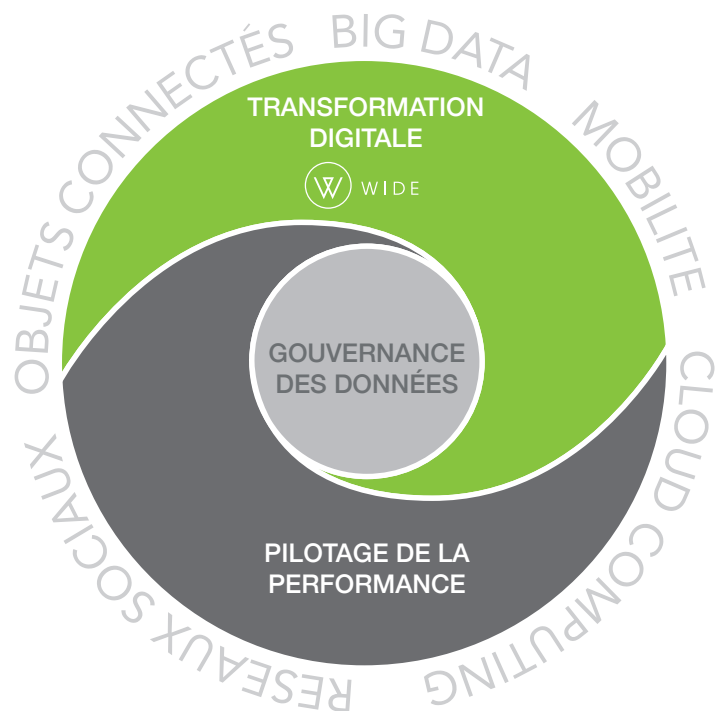 BIG DATA
MOBILITE
CLOUD COMPUTING
RESEAUX SOCIAUX
OBJETS CONNECTÉS
TRANSFORMATION
DIGITALE
W WIDE
GOUVERNANCE
DES DONNÉES
PILOTAGE DE LA
PERFORMANCE